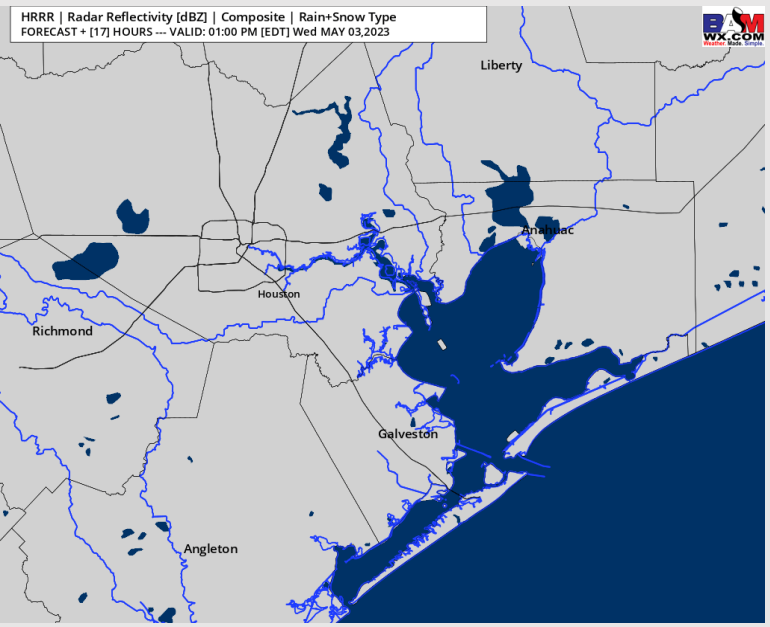 HRRR | Radar Reflectivity [dBZ] | Composite | Rain+Snow Type
FORECAST + [17] HOURS --- VALID: 01:00 PM [EDT] Wed MAY 03,2023
BAM
WX.COM
Weather. Made. Simple.
Liberty
Anahuac
Houston
Richmond
Galveston
Angleton